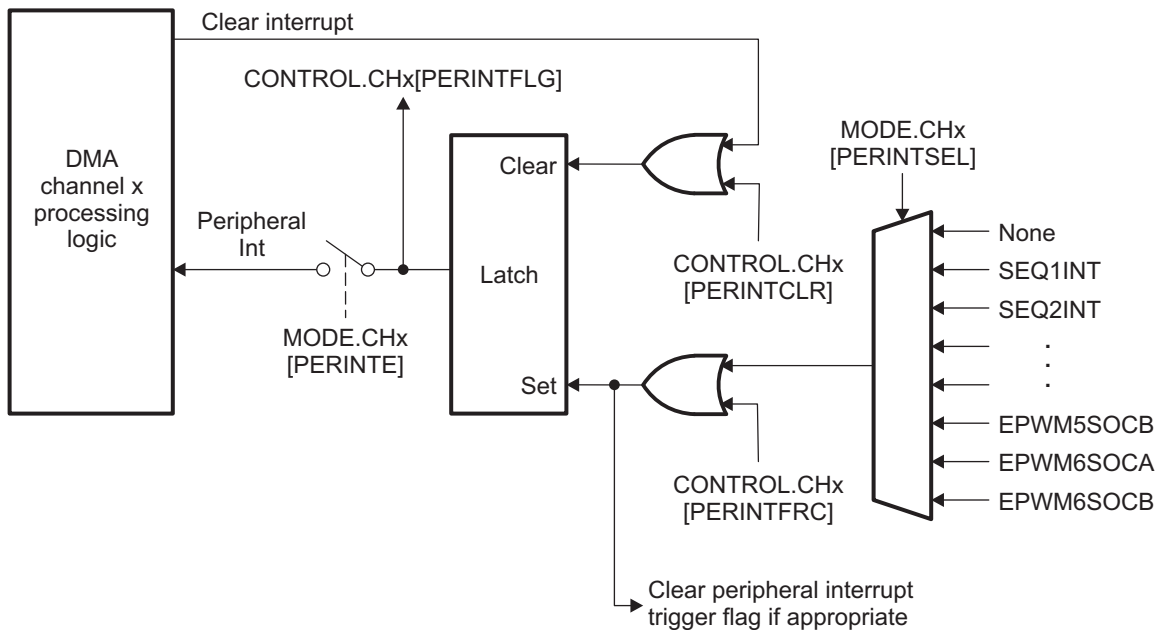 Clear interrupt
CONTROL.CHx[PERINTFLG]
DMA
channel x
processing
logic
Peripheral
Int
MODE.CHx
[PERINTE]
Clear
Latch
Set
CONTROL.CHx
[PERINTCLR]
CONTROL.CHx
[PERINTFRC]
MODE.CHx
[PERINTSEL]
None
SEQ1INT
SEQ2INT
.
.
.
EPWM5SOCB
EPWM6SOCA
EPWM6SOCB
Clear peripheral interrupt
trigger flag if appropriate